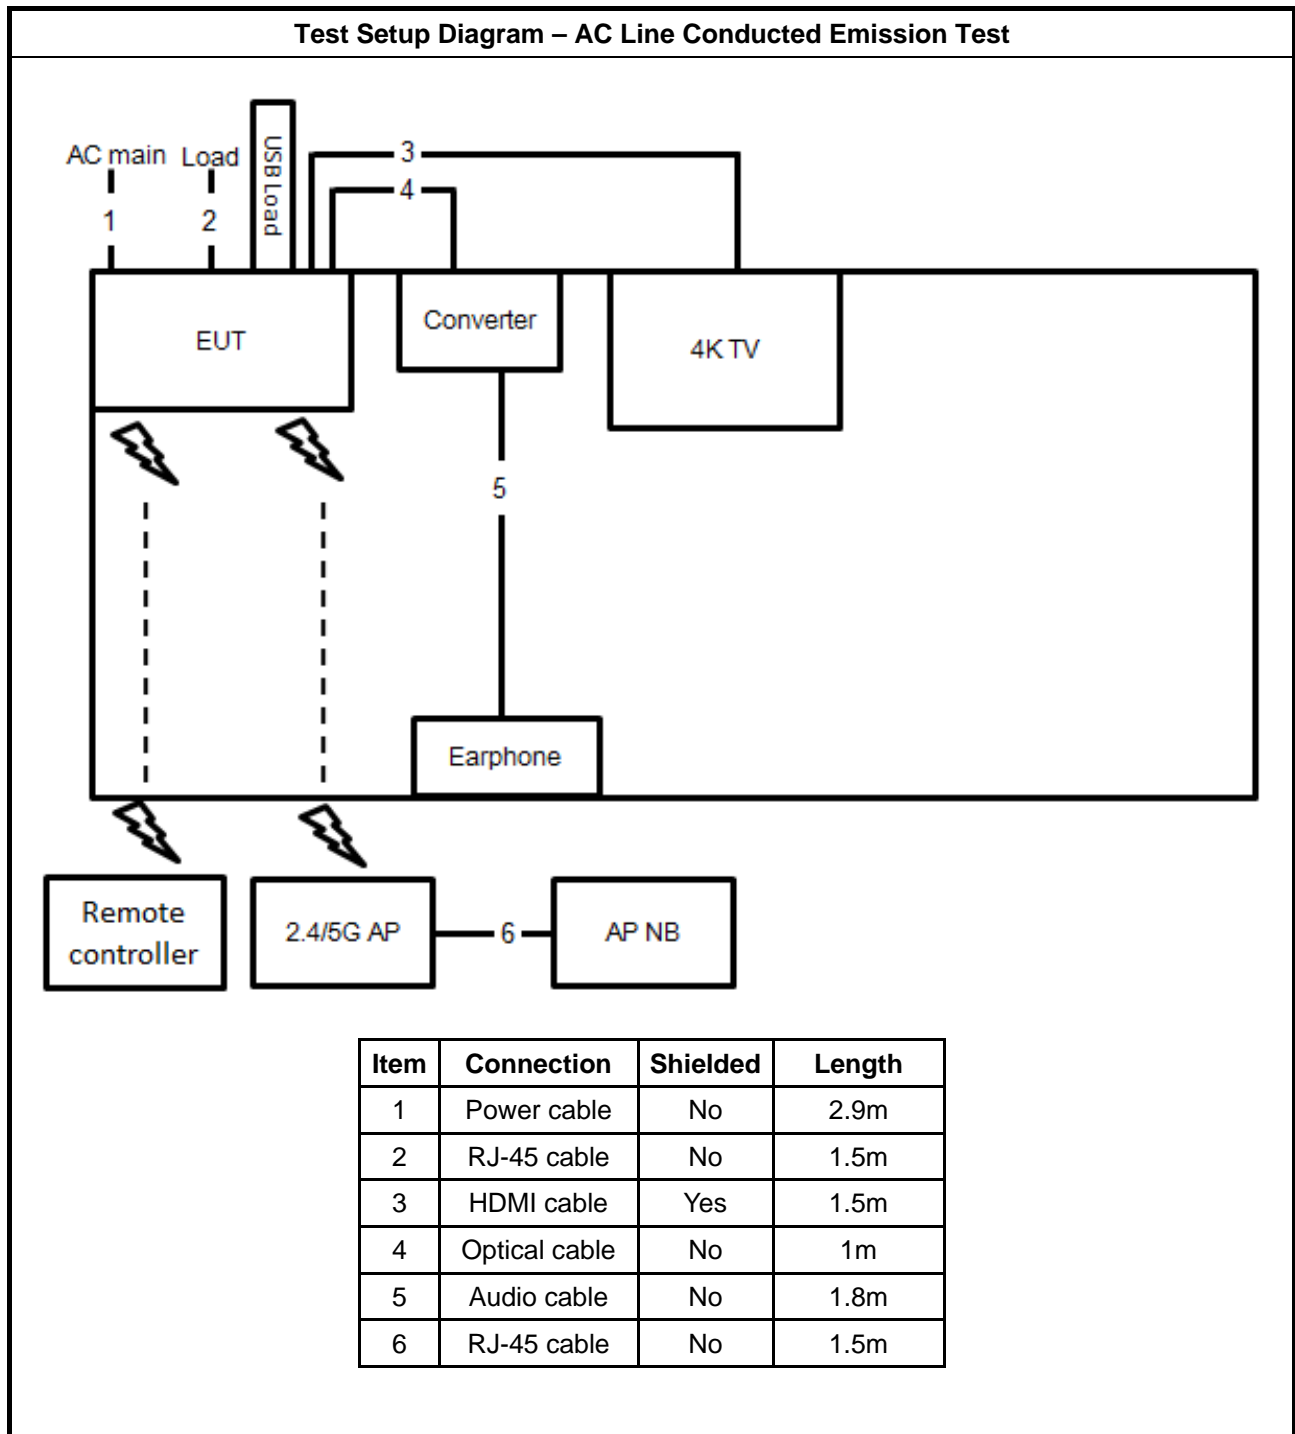 Test Setup Diagram – AC Line Conducted Emission Test
AC main Load USB Load 3
4
1 2
EUT Converter 4K TV
5
Earphone
Remote controller 2.4/5G AP 6 AP NB
Item Connection Shielded Length
1 Power cable No 2.9m
2 RJ-45 cable No 1.5m
3 HDMI cable Yes 1.5m
4 Optical cable No 1m
5 Audio cable No 1.8m
6 RJ-45 cable No 1.5m